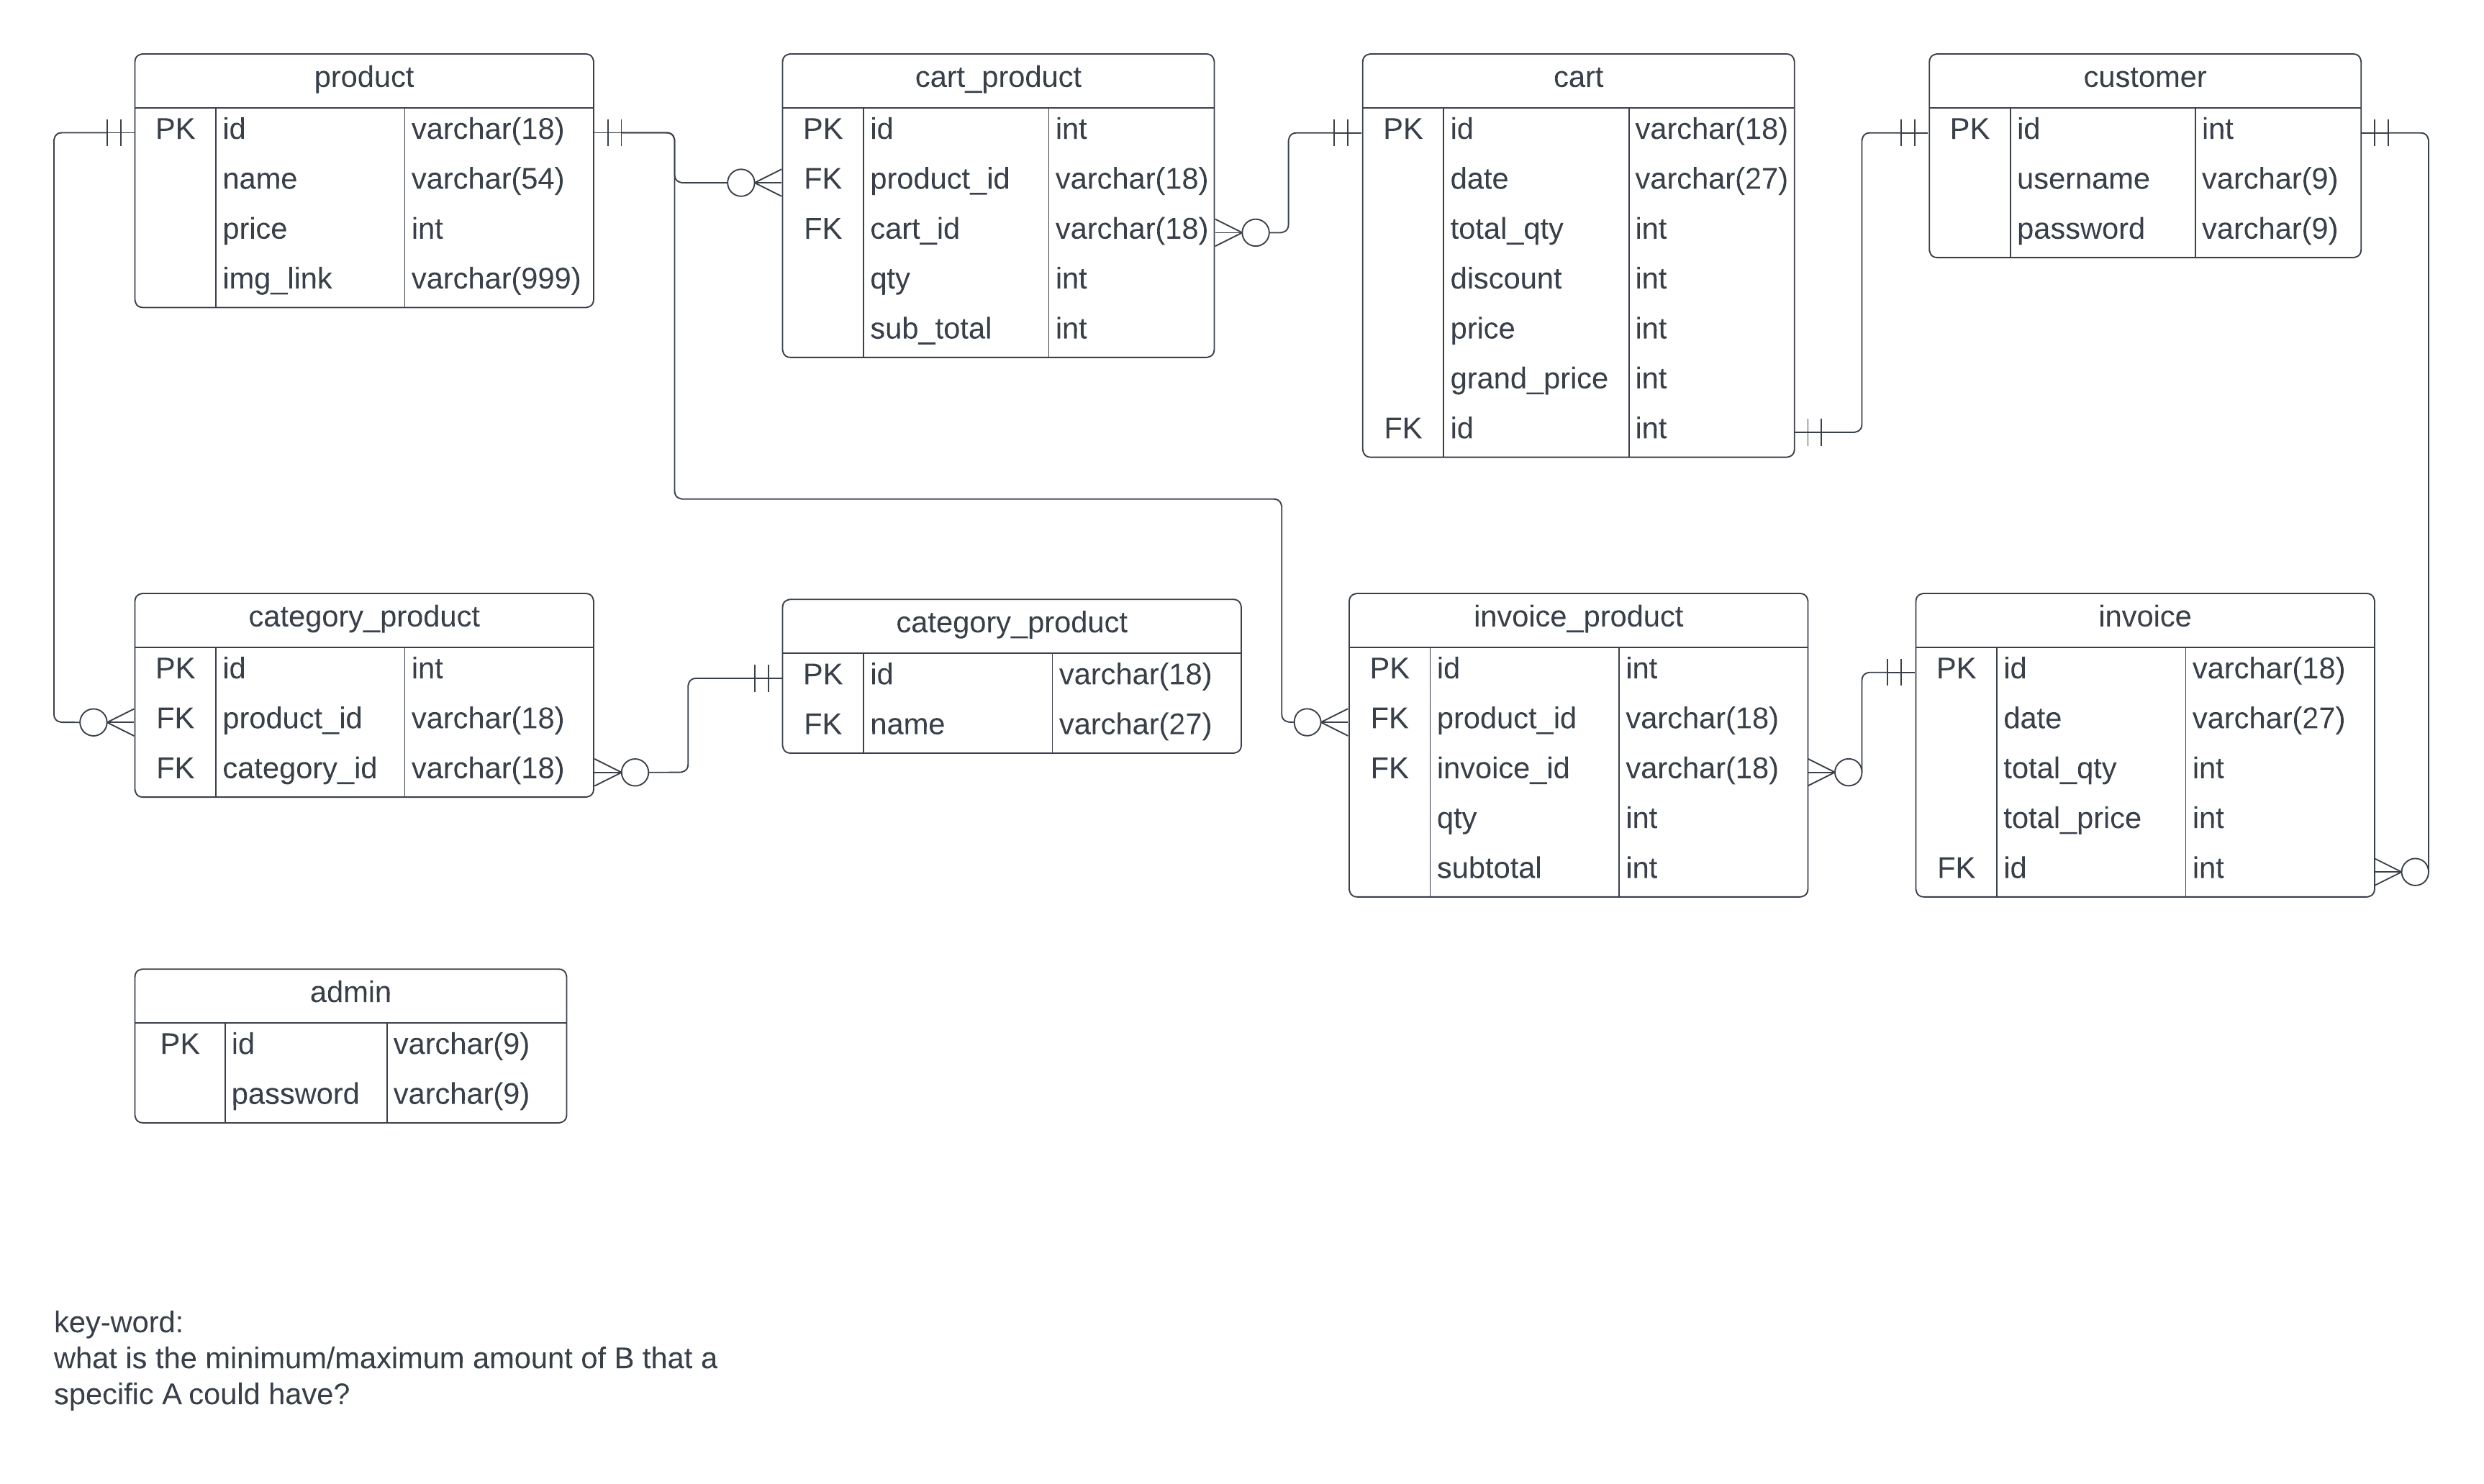 product
PK id varchar(18)
name varchar(54)
price int
img_link varchar(999)
cart_product
PK id int
FK product_id varchar(18)
FK cart_id varchar(18)
qty int
sub_total int
cart
PK id varchar(18)
date varchar(27)
total_qty int
discount int
price int
grand_price int
FK id int
customer
PK id int
username varchar(9)
password varchar(9)
category_product
PK id int
FK product_id varchar(18)
FK category_id varchar(18)
category_product
PK id varchar(18)
FK name varchar(27)
invoice_product
PK id int
FK product_id varchar(18)
FK invoice_id varchar(18)
qty int
subtotal int
invoice
PK id varchar(18)
date varchar(27)
total_qty int
total_price int
FK id int
admin
PK id varchar(9)
password varchar(9)
key-word:
what is the minimum/maximum amount of B that a
specific A could have?